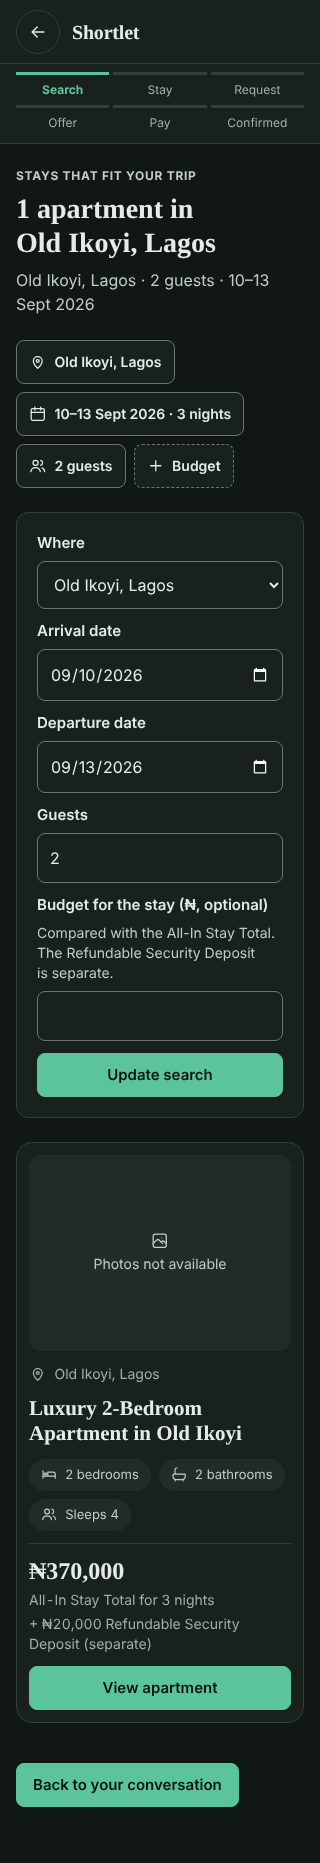 Shortlet
Search
Stay
Request
Offer
Pay
Confirmed
STAYS THAT FIT YOUR TRIP
1 apartment in
Old Ikoyi, Lagos
Old Ikoyi, Lagos · 2 guests · 10–13
Sept 2026
Old Ikoyi, Lagos
10–13 Sept 2026 · 3 nights
2 guests
Budget
Where
Old Ikoyi, Lagos
Arrival date
09/10/2026
Departure date
09/13/2026
Guests
2
Budget for the stay (₦, optional)
Compared with the All-In Stay Total.
The Refundable Security Deposit
is separate.
Update search
Photos not available
Old Ikoyi, Lagos
Luxury 2-Bedroom
Apartment in Old Ikoyi
2 bedrooms
2 bathrooms
Sleeps 4
₦370,000
All-In Stay Total for 3 nights
+ ₦20,000 Refundable Security
Deposit (separate)
View apartment
Back to your conversation